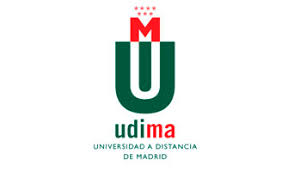 M
U
udima
UNIVERSIDAD A DISTANCIA
DE MADRID